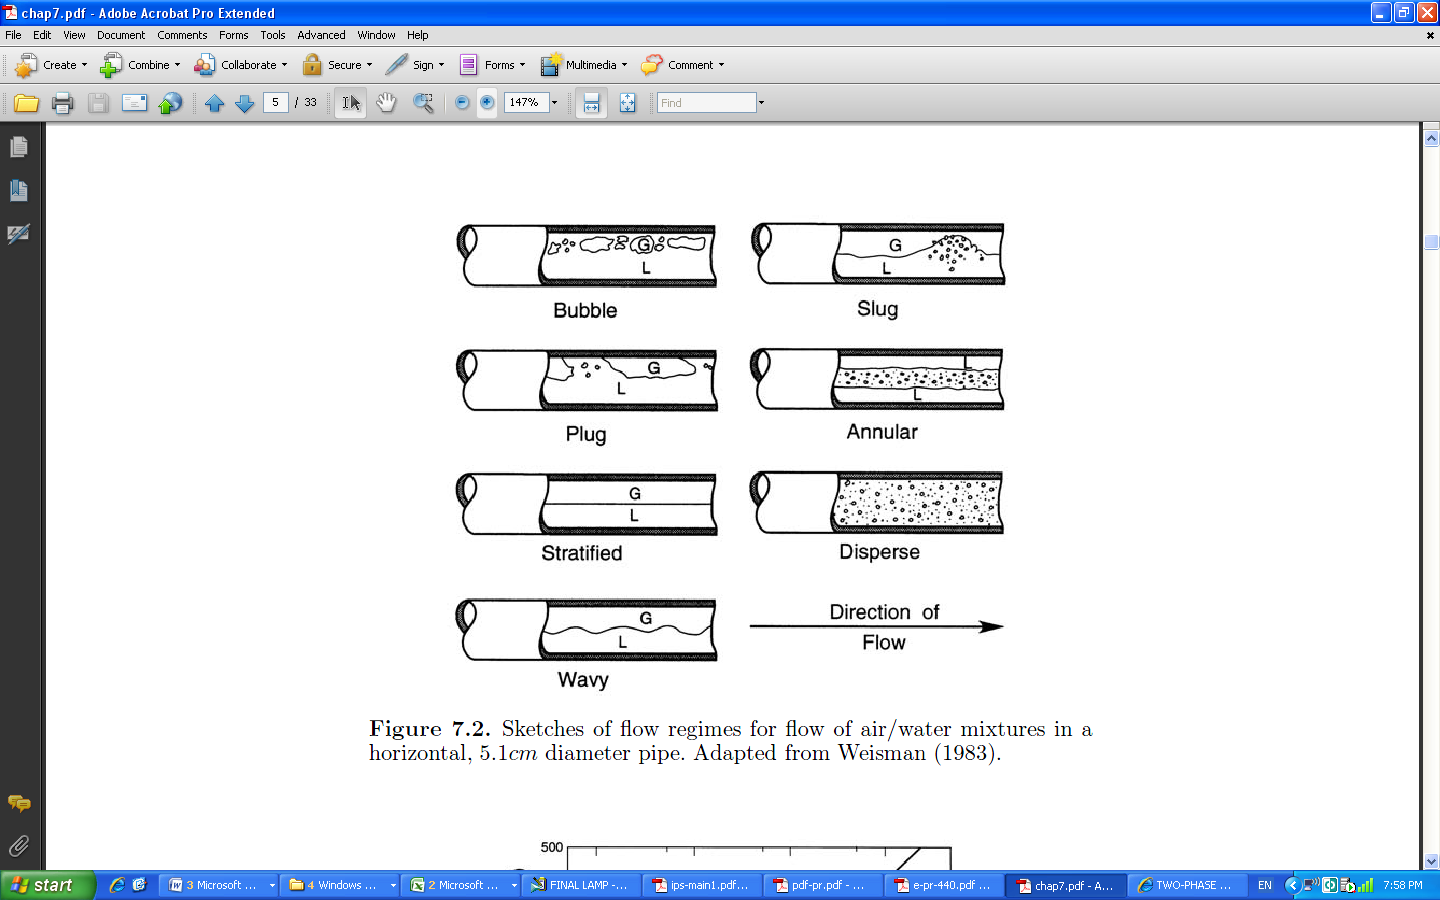 chap7.pdf - Adobe Acrobat Pro Extended
File Edit View Document Comments Forms Tools Advanced Window Help
Create Combine Collaborate Secure Sign Forms Multimedia Comment
5 / 33 147% Find
G
L
Bubble
G
L
Slug
G
L
Plug
L
L
Annular
G
L
Stratified
Disperse
G
L
Wavy
Direction of
Flow
Figure 7.2. Sketches of flow regimes for flow of air/water mixtures in a
horizontal, 5.1cm diameter pipe. Adapted from Weisman (1983).
500
start 3 Microsoft ... 4 Windows ... 2 Microsoft ... FINAL LAMP -... ips-main1.pdf... pdf-pr.pdf - ... e-pr-440.pdf ... chap7.pdf - A... TWO-PHASE ... EN 7:58 PM